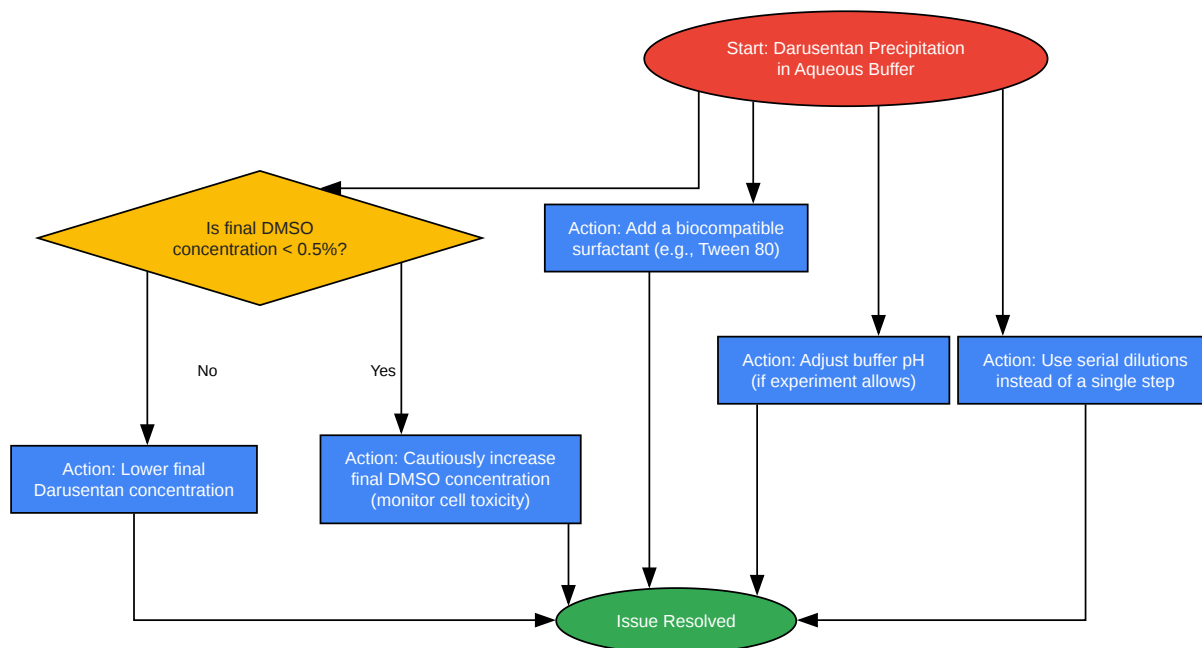 Start: Darusentan Precipitation
in Aqueous Buffer
Is final DMSO
concentration < 0.5%?
Action: Add a biocompatible
surfactant (e.g., Tween 80)
Action: Adjust buffer pH
(if experiment allows)
Action: Use serial dilutions
instead of a single step
No
Yes
Action: Lower final
Darusentan concentration
Action: Cautiously increase
final DMSO concentration
(monitor cell toxicity)
Issue Resolved